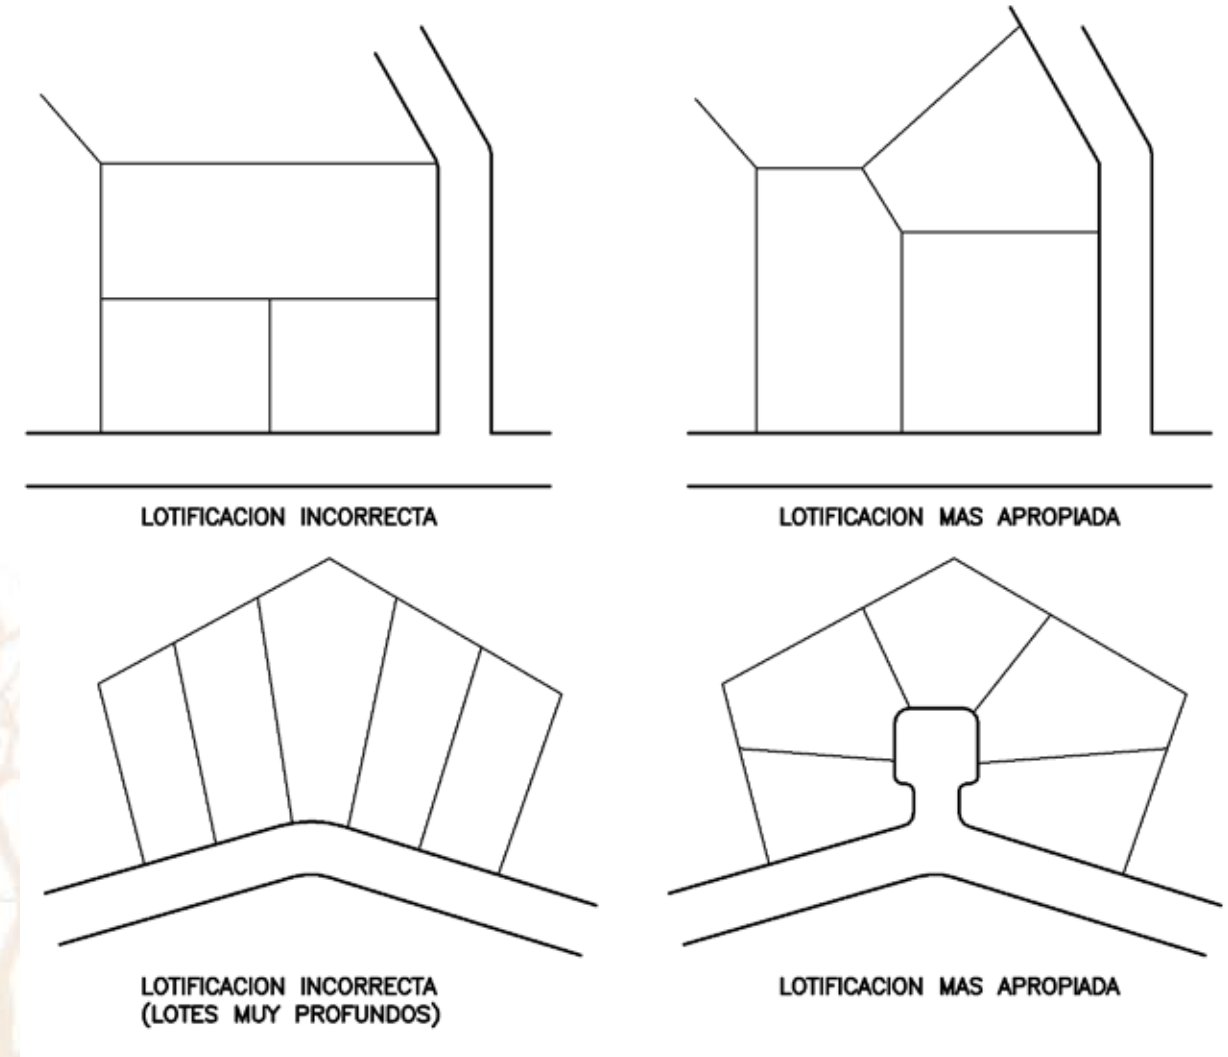 LOTIFICACION INCORRECTA
LOTIFICACION MAS APROPIADA
LOTIFICACION INCORRECTA
(LOTES MUY PROFUNDOS)
LOTIFICACION MAS APROPIADA